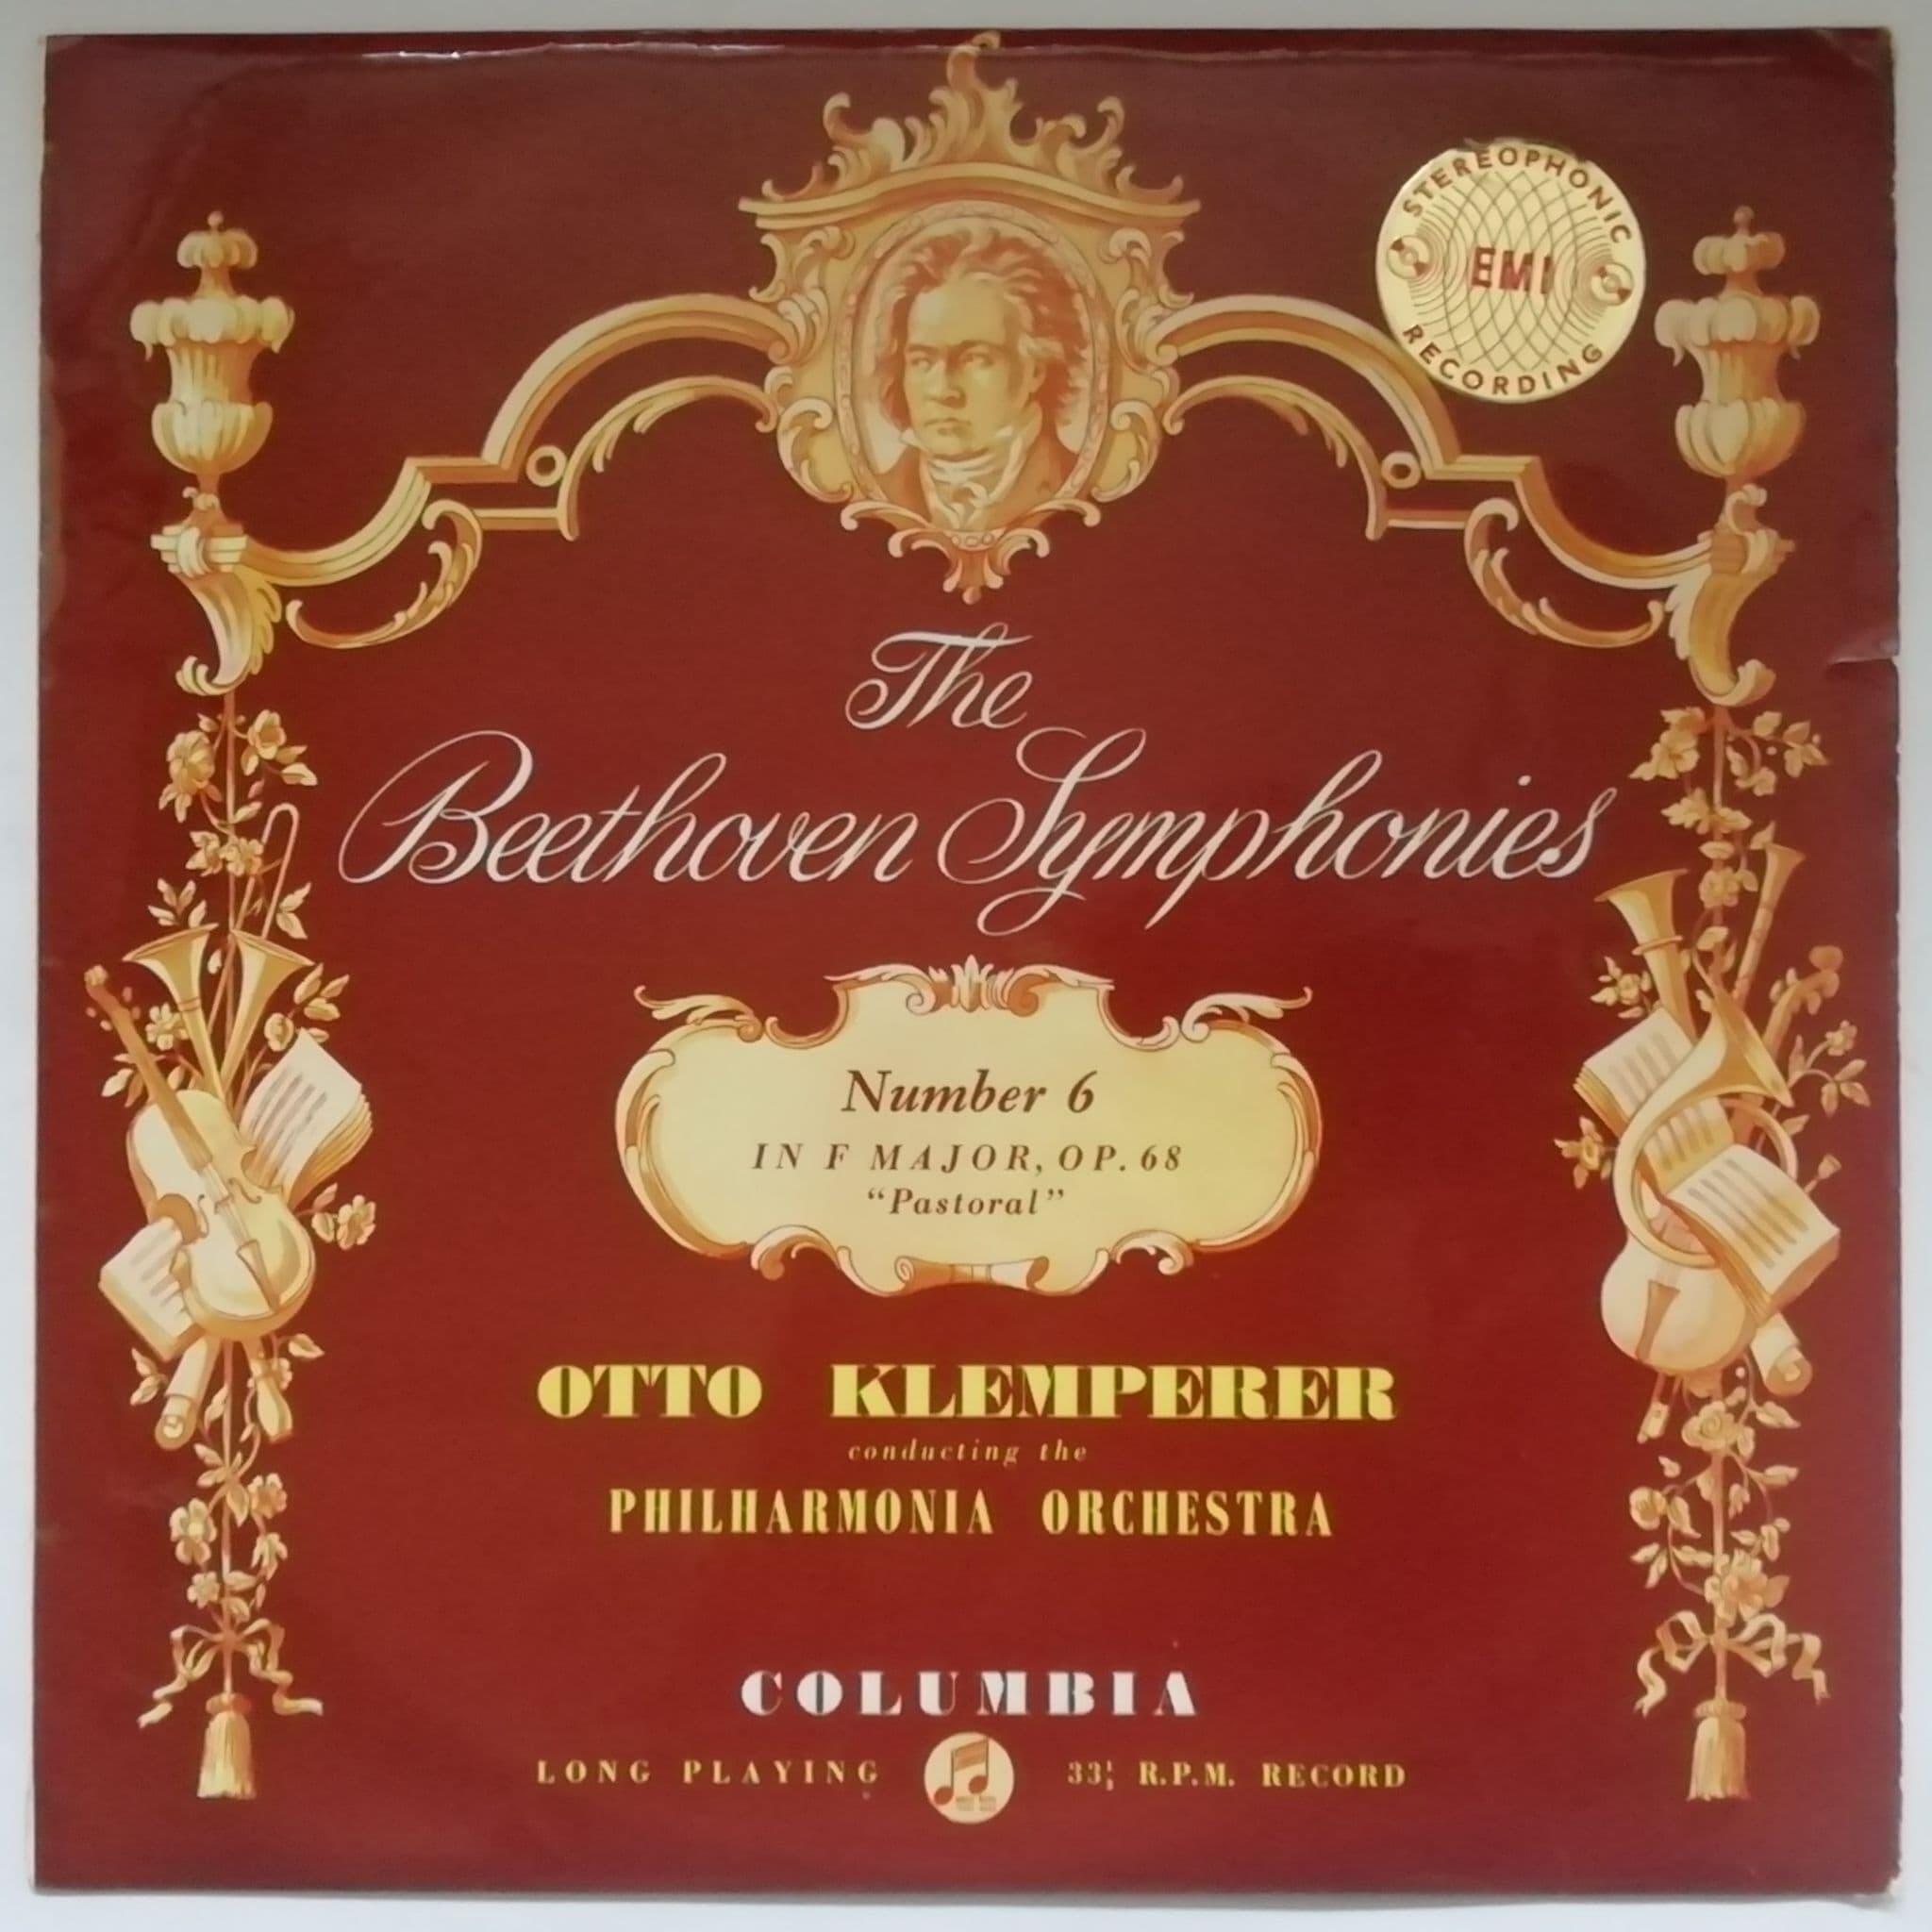 STEREOPHONIC
EMI
RECORDING
The
Beethoven Symphonies
Number 6
IN F MAJOR, OP. 68
“Pastoral”
OTTO KLEMPERER
conducting the
PHILHARMONIA ORCHESTRA
COLUMBIA
LONG PLAYING 33⅓ R.P.M. RECORD